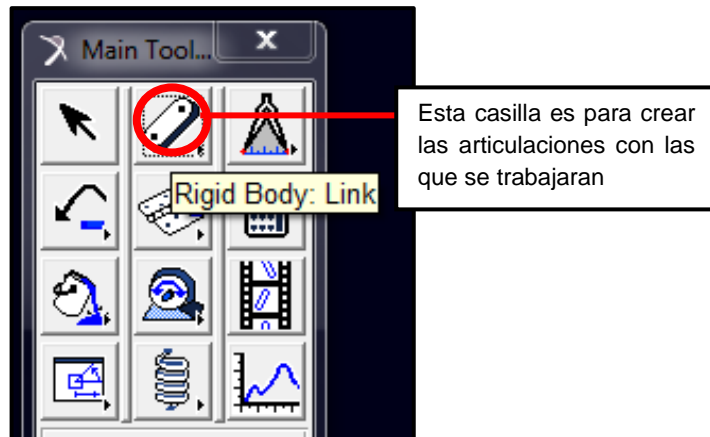 Main Tool...
Esta casilla es para crear
las articulaciones con las
que se trabajaran
Rigid Body: Link